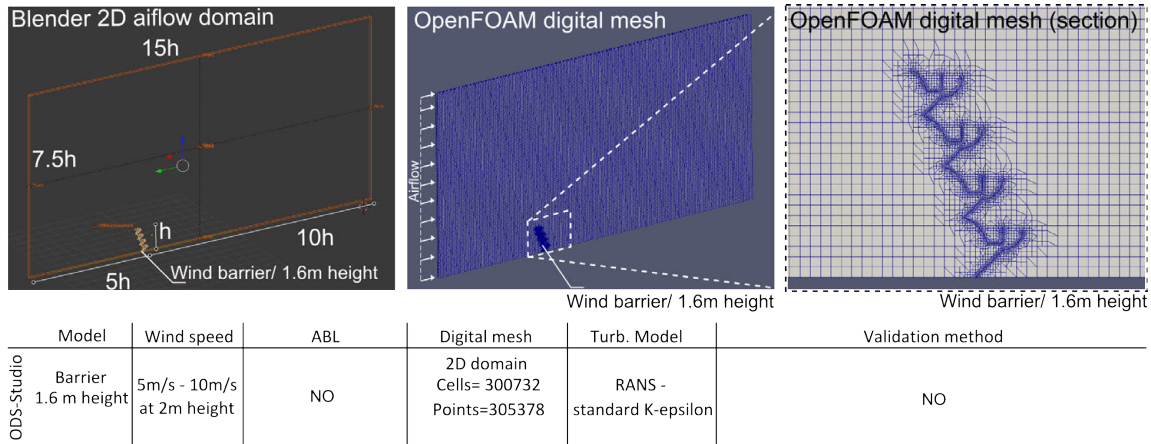 Blender 2D aiflow domain
15h
7.5h
h
10h
Wind barrier/ 1.6m height
5h
OpenFOAM digital mesh
Airflow
Wind barrier/ 1.6m height
OpenFOAM digital mesh (section)
Wind barrier/ 1.6m height
Model
Wind speed
ABL
Digital mesh
Turb. Model
Validation method
ODS-Studio
Barrier
1.6 m height
5m/s - 10m/s
at 2m height
NO
2D domain
Cells= 300732
Points=305378
RANS -
standard K-epsilon
NO